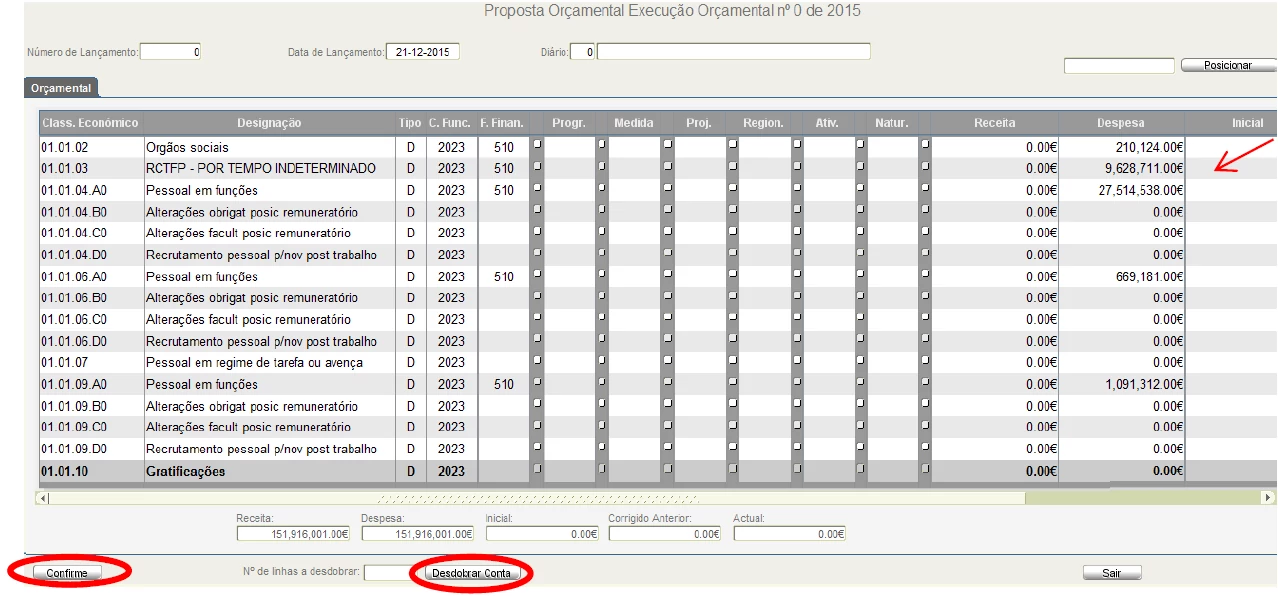 Proposta Orçamental Execução Orçamental nº 0 de 2015
Número de Lançamento: 0 Data de Lançamento: 21-12-2015 Diário: 0
Posicionar
Orçamental
Class. Económico Designação Tipo C. Func. F. Finan. Progr. Medida Proj. Region. Ativ. Natur. Receita Despesa Inicial
01.01.02 Orgãos sociais D 2023 510 0.00€ 210,124.00€
01.01.03 RCTFP - POR TEMPO INDETERMINADO D 2023 510 0.00€ 9,628,711.00€
01.01.04.A0 Pessoal em funções D 2023 510 0.00€ 27,514,538.00€
01.01.04.B0 Alterações obrigat posic remuneratório D 2023 0.00€ 0.00€
01.01.04.C0 Alterações facult posic remuneratório D 2023 0.00€ 0.00€
01.01.04.D0 Recrutamento pessoal p/nov post trabalho D 2023 0.00€ 0.00€
01.01.06.A0 Pessoal em funções D 2023 510 0.00€ 669,181.00€
01.01.06.B0 Alterações obrigat posic remuneratório D 2023 0.00€ 0.00€
01.01.06.C0 Alterações facult posic remuneratório D 2023 0.00€ 0.00€
01.01.06.D0 Recrutamento pessoal p/nov post trabalho D 2023 0.00€ 0.00€
01.01.07 Pessoal em regime de tarefa ou avença D 2023 0.00€ 0.00€
01.01.09.A0 Pessoal em funções D 2023 510 0.00€ 1,091,312.00€
01.01.09.B0 Alterações obrigat posic remuneratório D 2023 0.00€ 0.00€
01.01.09.C0 Alterações facult posic remuneratório D 2023 0.00€ 0.00€
01.01.09.D0 Recrutamento pessoal p/nov post trabalho D 2023 0.00€ 0.00€
01.01.10 Gratificações D 2023 0.00€ 0.00€
Receita: Despesa: Inicial: Corrigido Anterior: Actual:
151,916,001.00€ 151,916,001.00€ 0.00€ 0.00€ 0.00€
Confirme Nº de linhas a desdobrar: Desdobrar Conta Sair